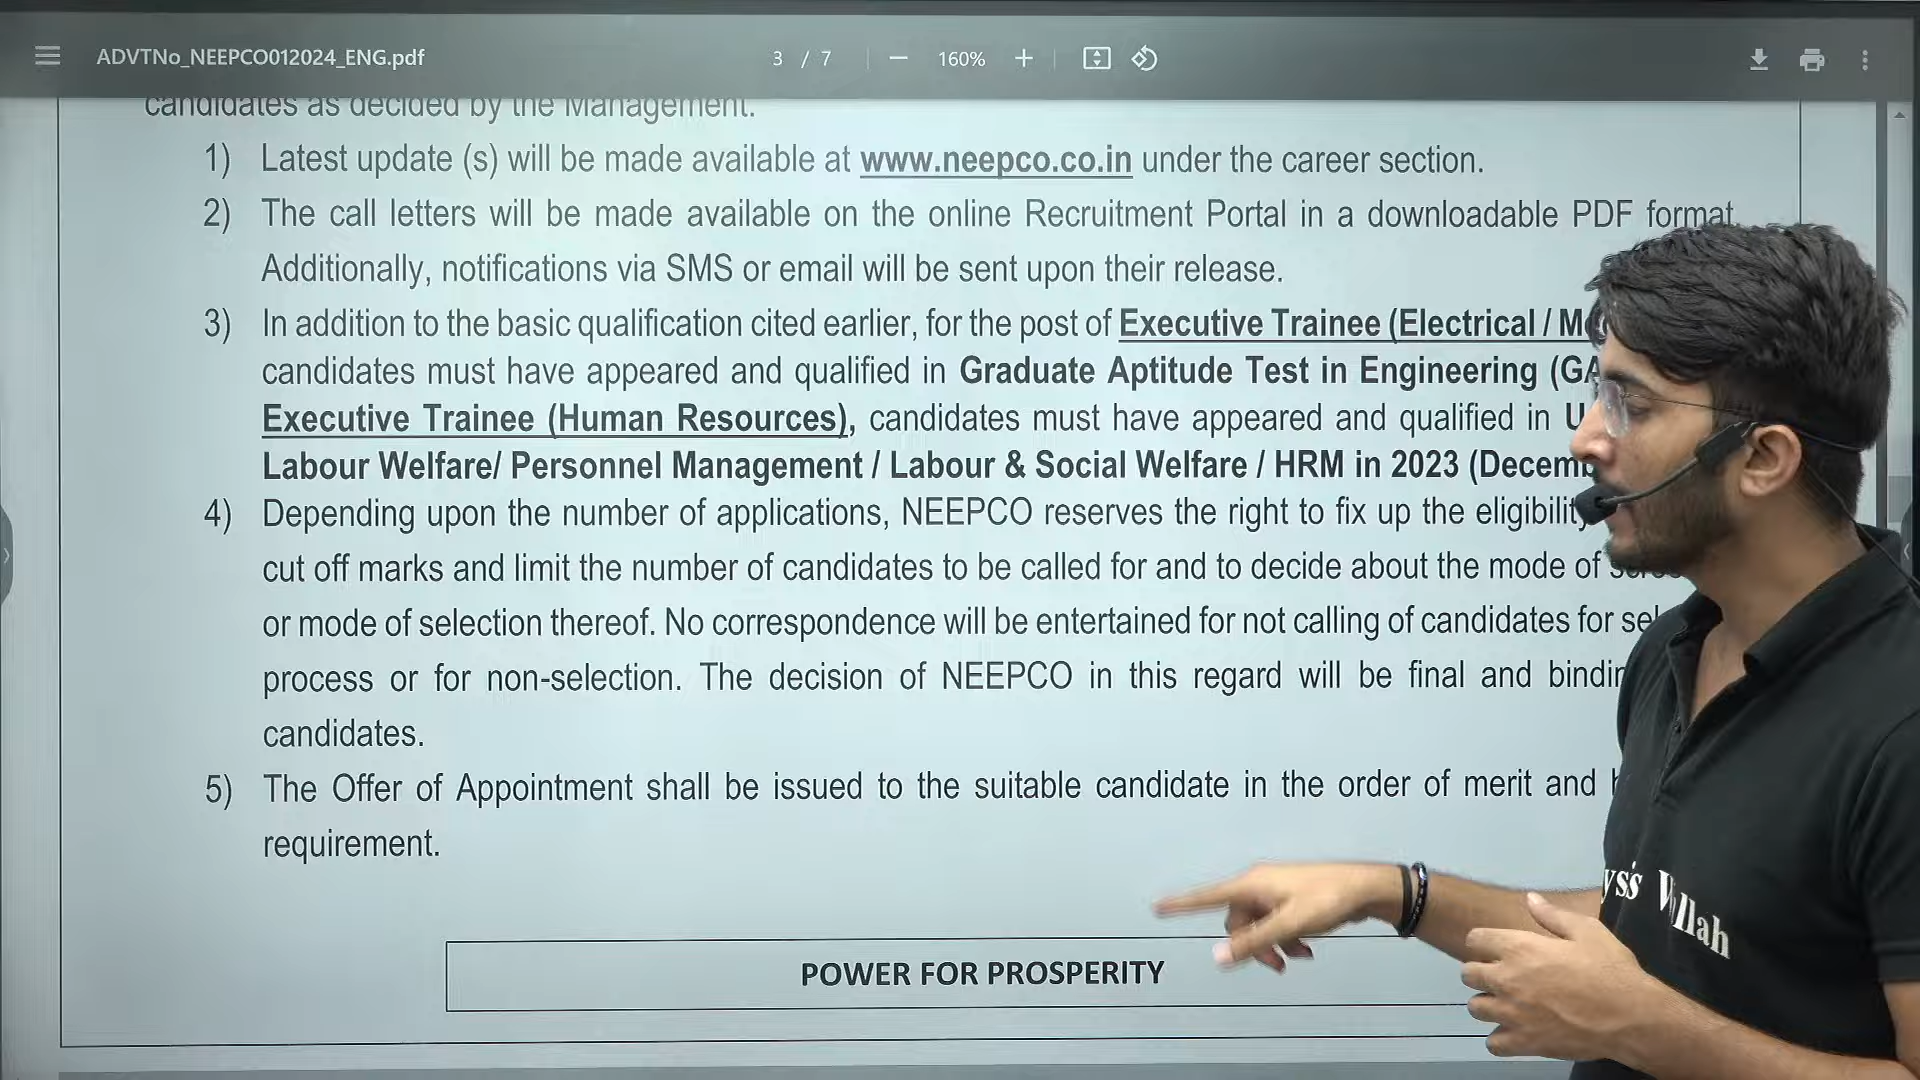 ADVTNo_NEEPCO012024_ENG.pdf 3 / 7 160%
candidates as decided by the Management.
1) Latest update (s) will be made available at www.neepco.co.in under the career section.
2) The call letters will be made available on the online Recruitment Portal in a downloadable PDF format.
Additionally, notifications via SMS or email will be sent upon their release.
3) In addition to the basic qualification cited earlier, for the post of Executive Trainee (Electrical /
candidates must have appeared and qualified in Graduate Aptitude Test in Engineering
Executive Trainee (Human Resources), candidates must have appeared and qualified in
Labour Welfare/ Personnel Management / Labour & Social Welfare / HRM in 2023
4) Depending upon the number of applications, NEEPCO reserves the right to fix up the eligibility
cut off marks and limit the number of candidates to be called for and to decide about the mode of
or mode of selection thereof. No correspondence will be entertained for not calling of candidates for
process or for non-selection. The decision of NEEPCO in this regard will be final and
candidates.
5) The Offer of Appointment shall be issued to the suitable candidate in the order of merit and
requirement.
POWER FOR PROSPERITY